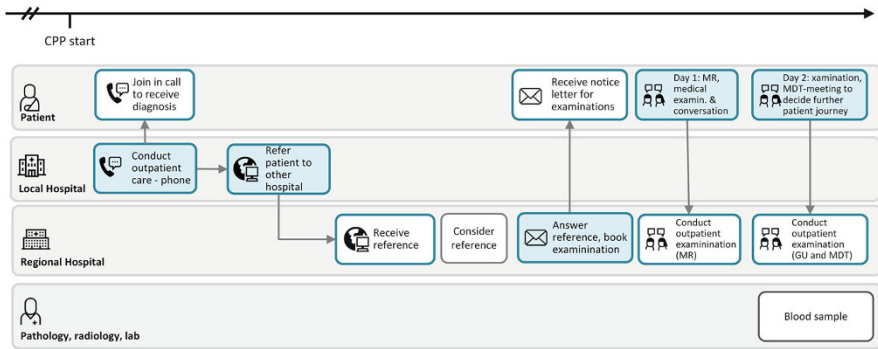 CPP start
Join in call
to receive
diagnosis
Receive notice
letter for
examinations
Day 1: MR,
medical
examin. &
conversation
Day 2: xamination,
MDT-meeting to
decide further
patient journey
Patient
Conduct
outpatient
care - phone
Refer
patient to
other
hospital
Local Hospital
Receive
reference
Consider
reference
Answer
reference, book
examinination
Conduct
outpatient
examinination
(MR)
Conduct
outpatient
examination
(GU and MDT)
Regional Hospital
Blood sample
Pathology, radiology, lab